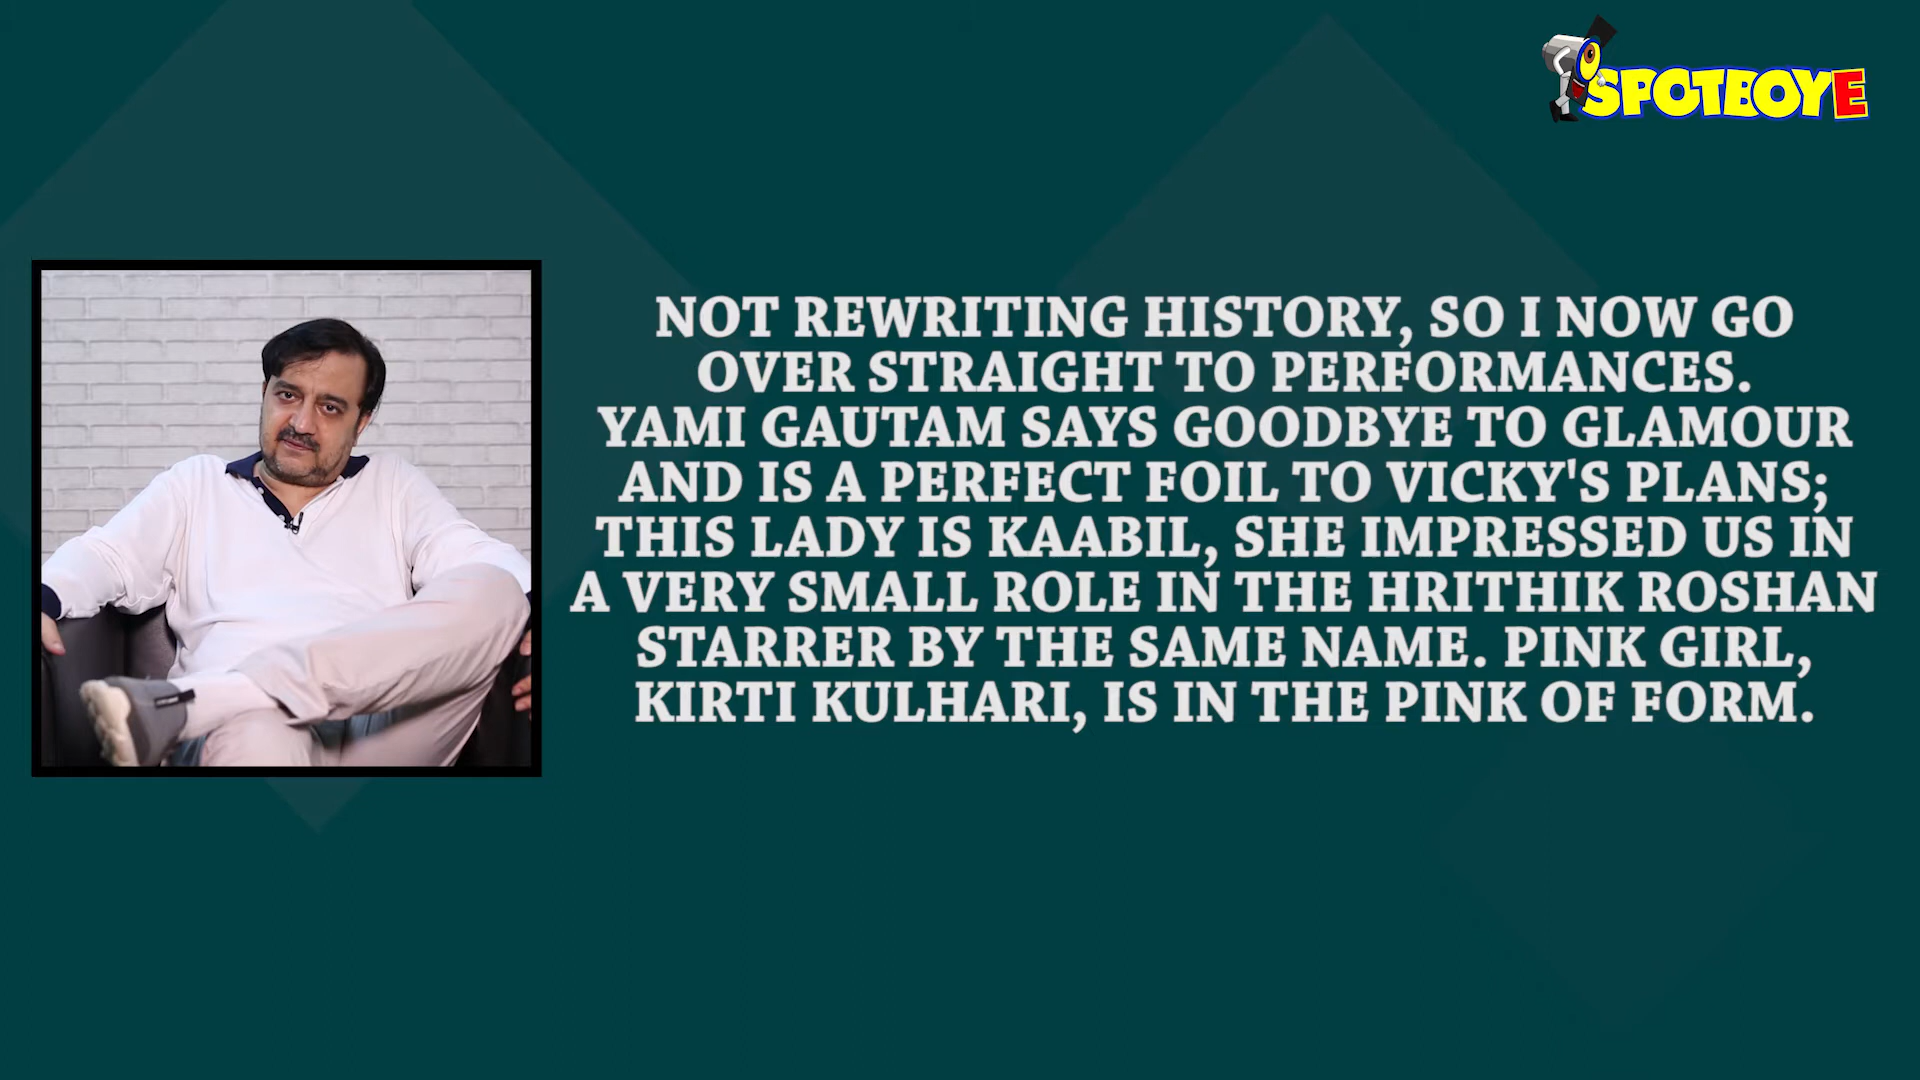 SPOTBOYE
NOT REWRITING HISTORY, SO I NOW GO
OVER STRAIGHT TO PERFORMANCES.
YAMI GAUTAM SAYS GOODBYE TO GLAMOUR
AND IS A PERFECT FOIL TO VICKY'S PLANS;
THIS LADY IS KAABIL, SHE IMPRESSED US IN
A VERY SMALL ROLE IN THE HRITHIK ROSHAN
STARRER BY THE SAME NAME. PINK GIRL,
KIRTI KULHARI, IS IN THE PINK OF FORM.